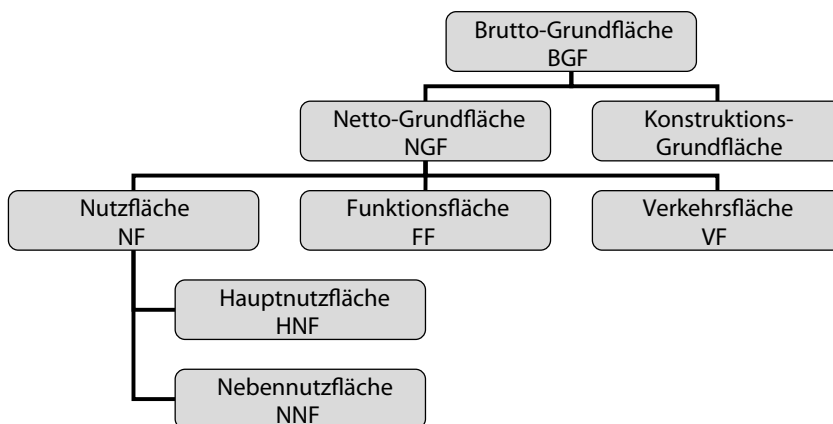 Brutto-Grundfläche
BGF
Netto-Grundfläche
NGF
Konstruktions-
Grundfläche
Nutzfläche
NF
Funktionsfläche
FF
Verkehrsfläche
VF
Hauptnutzfläche
HNF
Nebennutzfläche
NNF